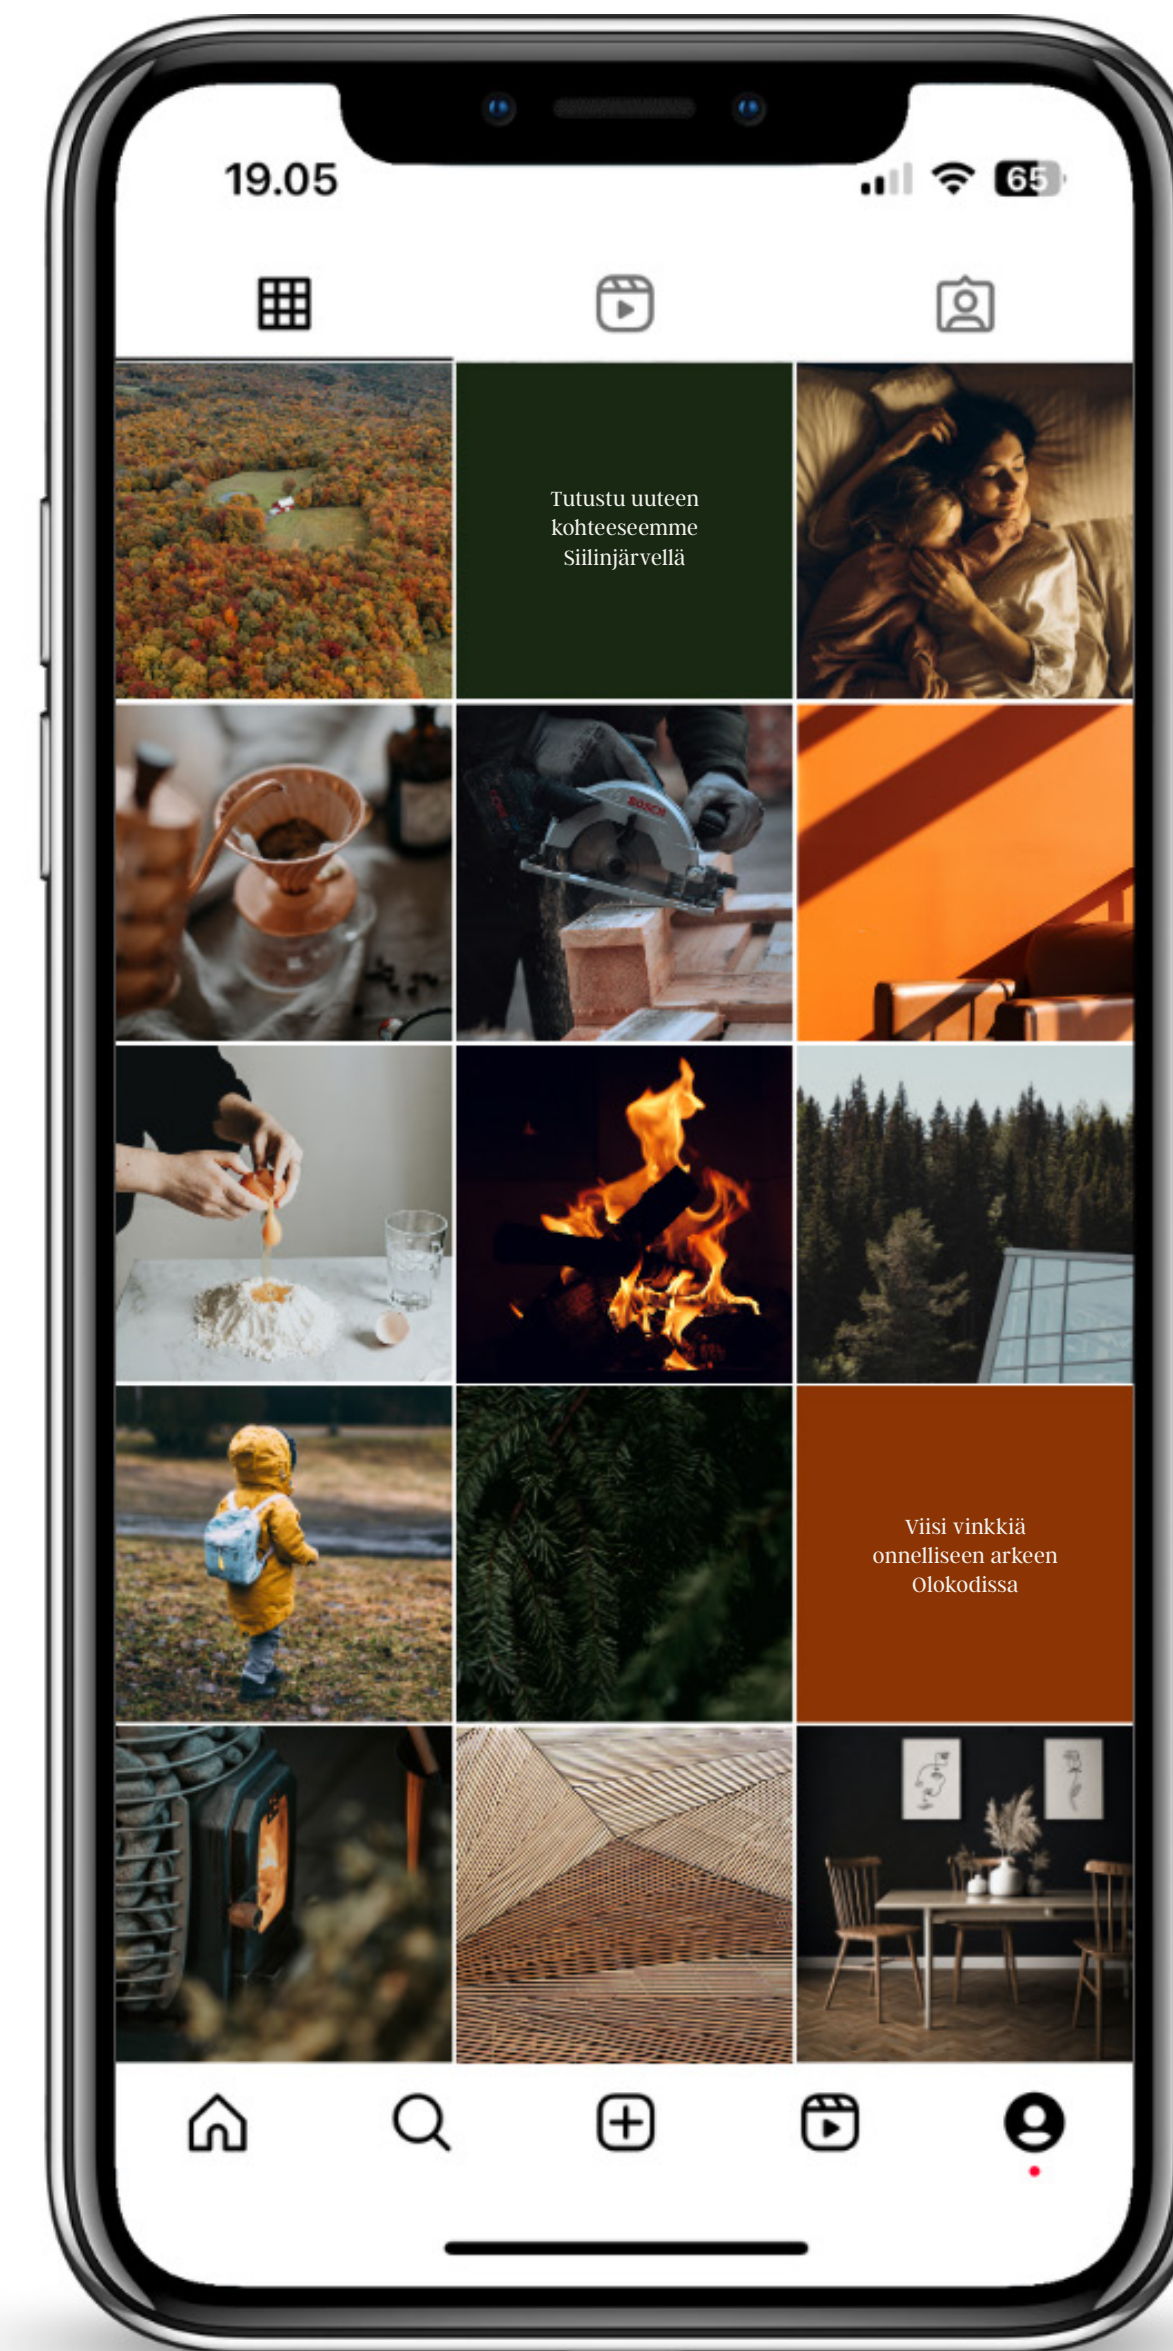 19.05
65
Tutustu uuteen
kohteeseemme
Siilinjärvellä
BOSCH
Viisi vinkkiä
onnelliseen arkeen
Olokodissa